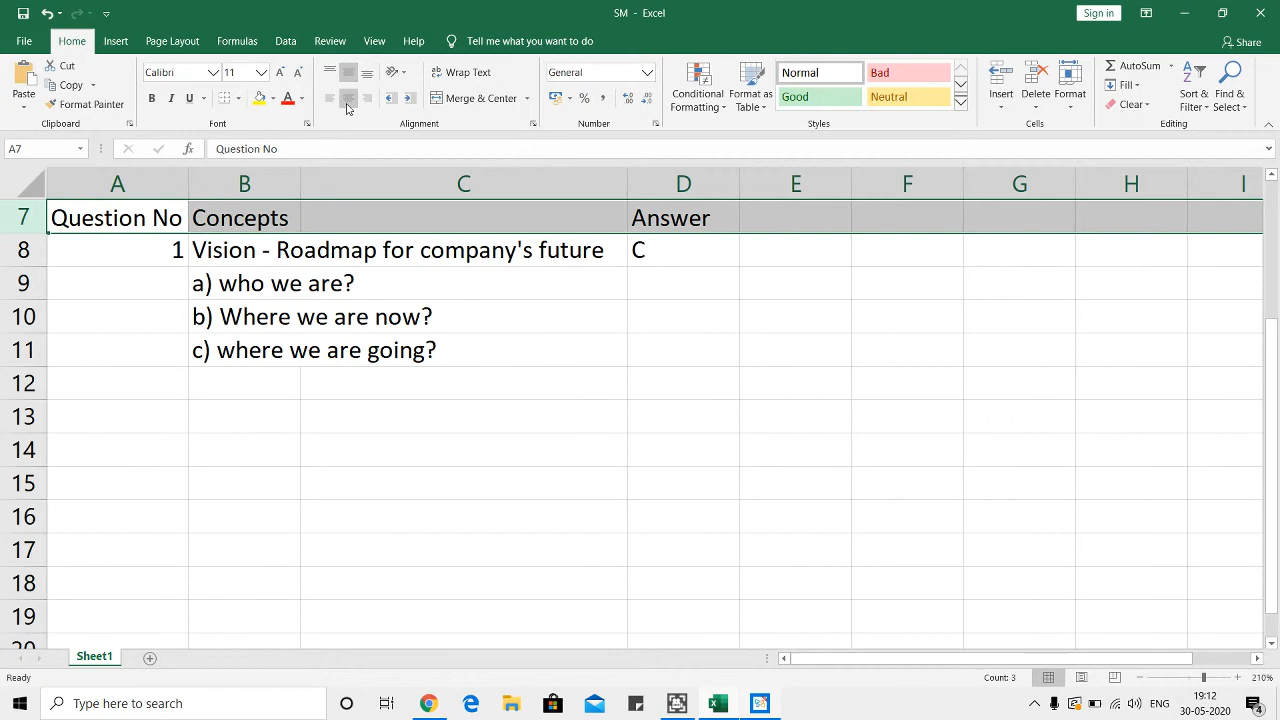 SM - Excel
Sign in
File Home Insert Page Layout Formulas Data Review View Help Tell me what you want to do Share
Paste Cut Copy Format Painter Clipboard
Calibri 11 B I U A Font
Wrap Text Merge & Center Alignment
General % Number
Conditional Formatting Format as Table Normal Bad Good Neutral Styles
Insert Delete Format Cells
AutoSum Fill Clear Sort & Filter Find & Select Editing
A7 fx Question No
A B C D E F G H I
7 Question No Concepts Answer
8 1 Vision - Roadmap for company's future C
9 a) who we are?
10 b) Where we are now?
11 c) where we are going?
12
13
14
15
16
17
18
19
20
Sheet1
Ready Count: 3 210%
Type here to search 19:12
30-05-2020 4